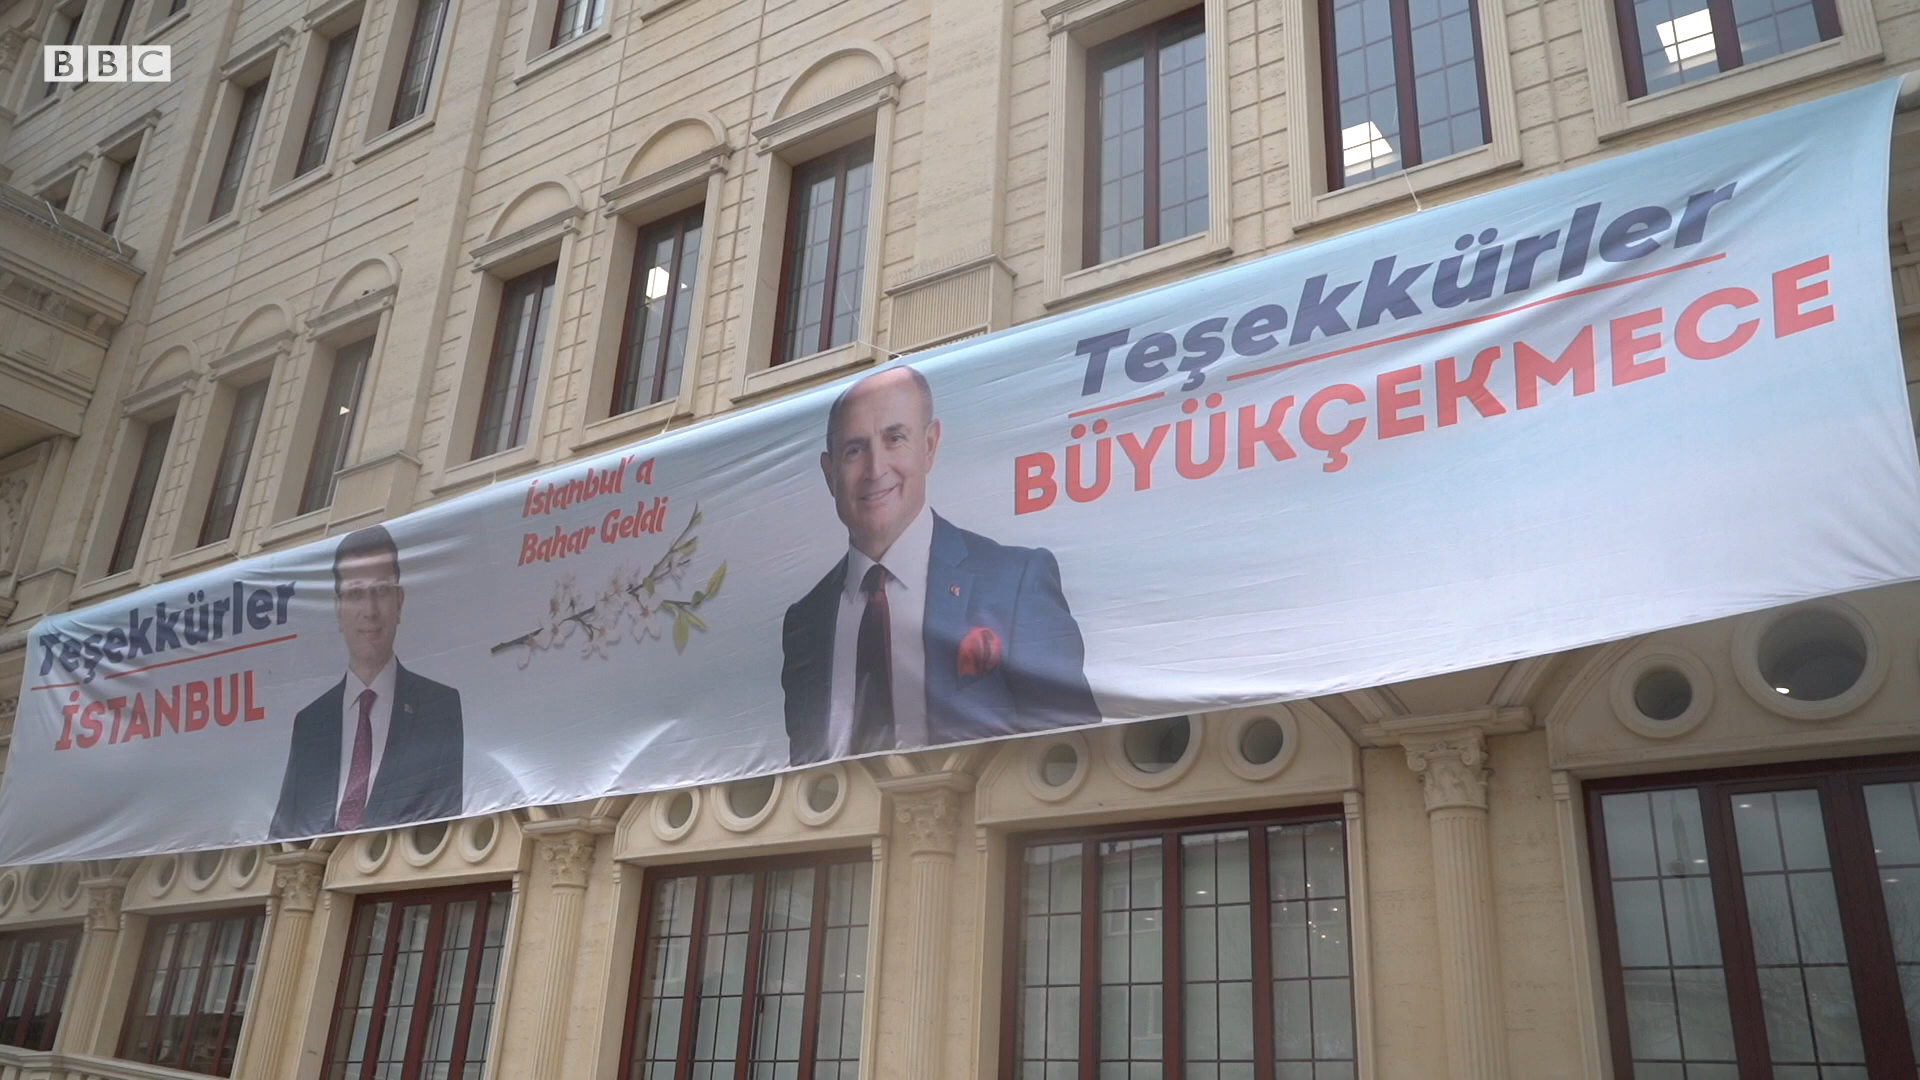 BBC
Teşekkürler
İSTANBUL
İstanbul'a
Bahar Geldi
Teşekkürler
BÜYÜKÇEKMECE